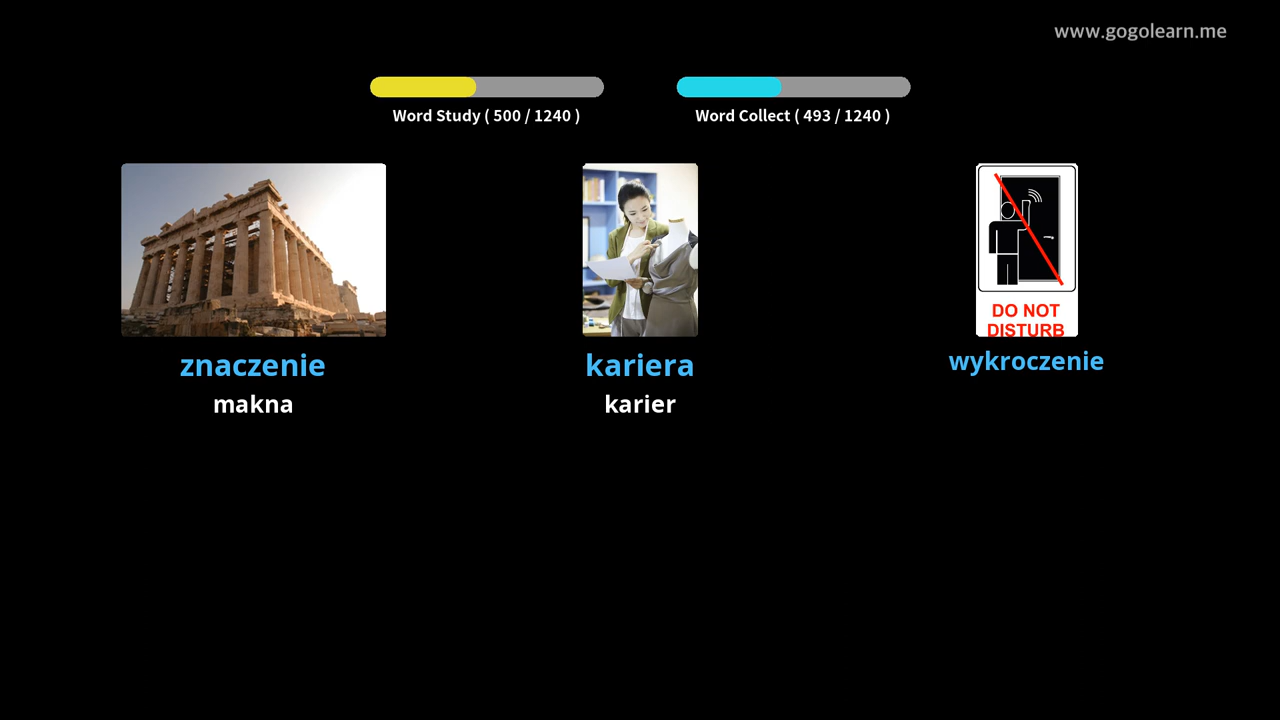 www.gogolearn.me
Word Study ( 500 / 1240 )
Word Collect ( 493 / 1240 )
DO NOT
DISTURB
znaczenie
kariera
wykroczenie
makna
karier